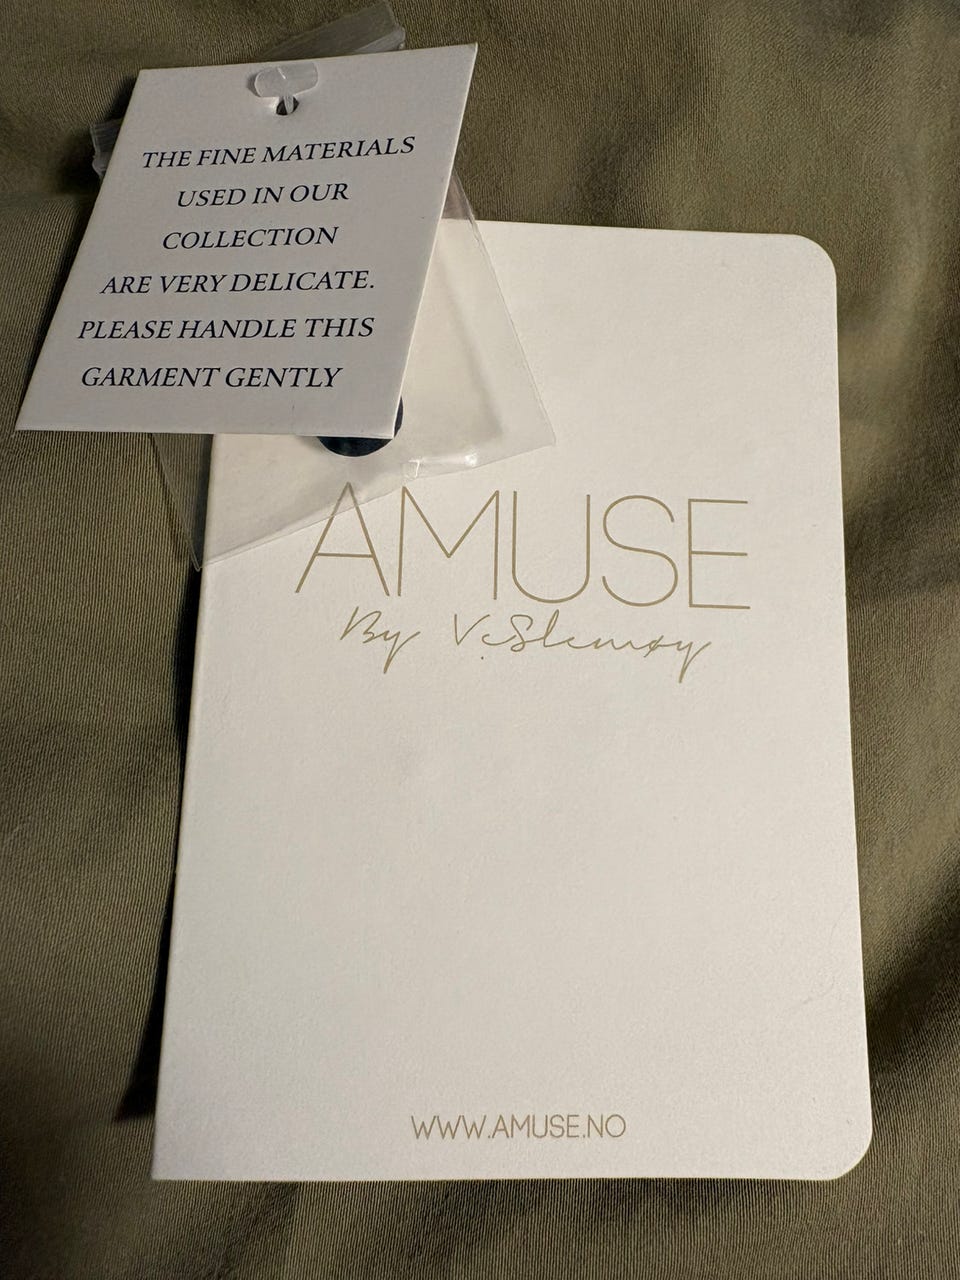 THE FINE MATERIALS
USED IN OUR
COLLECTION
ARE VERY DELICATE.
PLEASE HANDLE THIS
GARMENT GENTLY
AMUSE
By V. Slemøy
WWW.AMUSE.NO